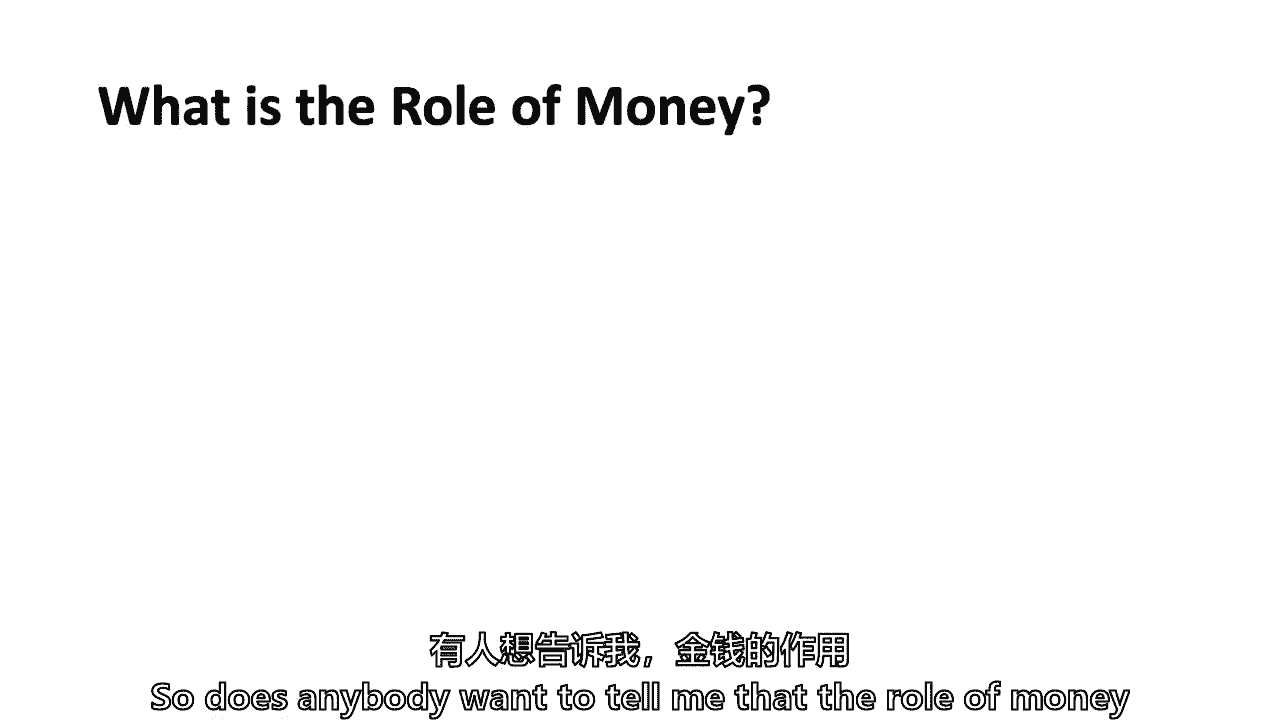 What is the Role of Money?
有人想告诉我，金钱的作用
So does anybody want to tell me that the role of money